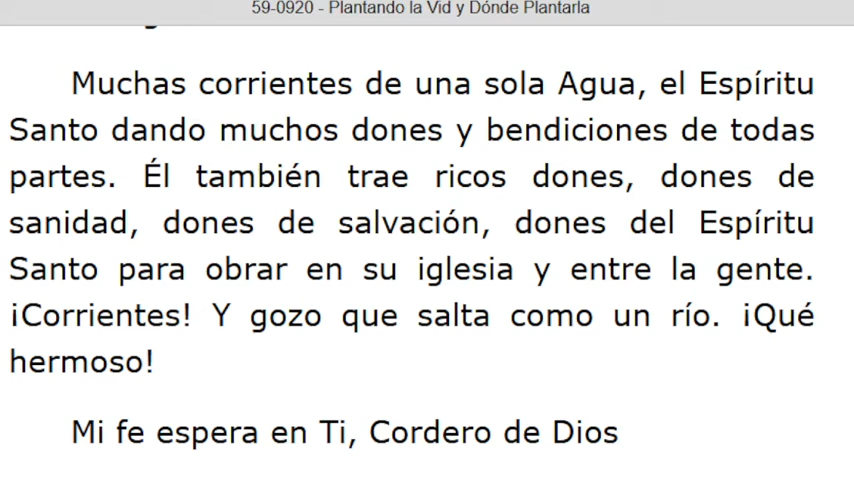 59-0920 - Plantando la Vid y Dónde Plantarla
Muchas corrientes de una sola Agua, el Espíritu
Santo dando muchos dones y bendiciones de todas
partes. Él también trae ricos dones, dones de
sanidad, dones de salvación, dones del Espíritu
Santo para obrar en su iglesia y entre la gente.
¡Corrientes! Y gozo que salta como un río. ¡Qué
hermoso!
Mi fe espera en Ti, Cordero de Dios